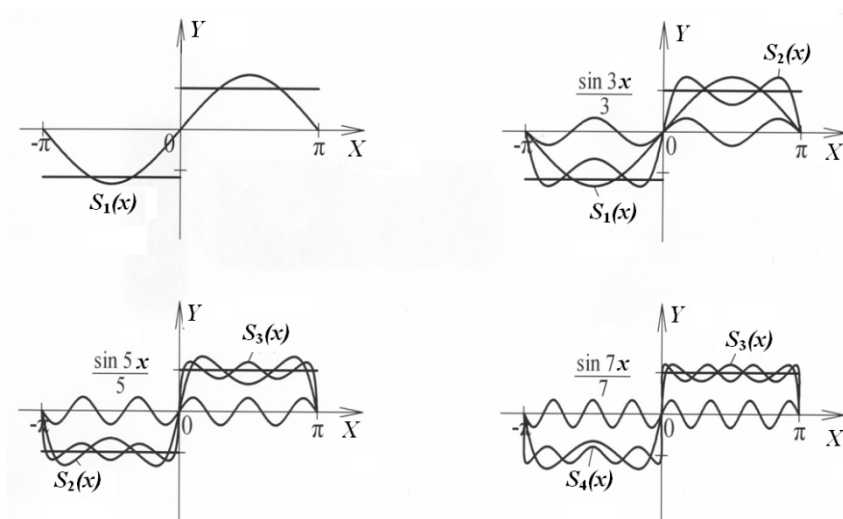 Y
0
-π
π
X
S₁(x)
Y
S₂(x)
sin 3x
3
-π
0
π
X
S₁(x)
Y
S₃(x)
sin 5x
5
-π
0
π
X
S₂(x)
Y
S₃(x)
sin 7x
7
-π
0
π
X
S₄(x)